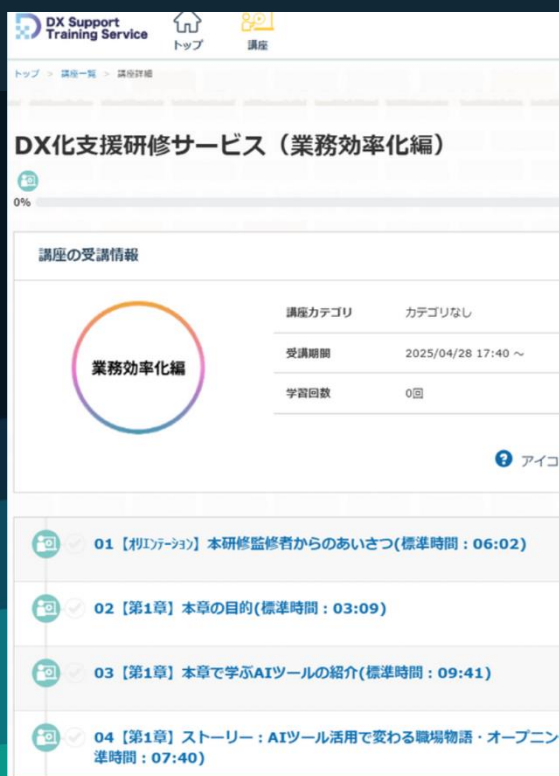 DX Support
Training Service
トップ
講座
トップ > 講座一覧 > 講座詳細
DX化支援研修サービス（業務効率化編）
0%
講座の受講情報
業務効率化編
講座カテゴリ カテゴリなし
受講期間 2025/04/28 17:40 ～
学習回数 0回
? アイコ
01【ｵﾘｴﾝﾃｰｼｮﾝ】本研修監修者からのあいさつ(標準時間：06:02)
02【第1章】本章の目的(標準時間：03:09)
03【第1章】本章で学ぶAIツールの紹介(標準時間：09:41)
04【第1章】ストーリー：AIツール活用で変わる職場物語・オープニン
準時間：07:40)